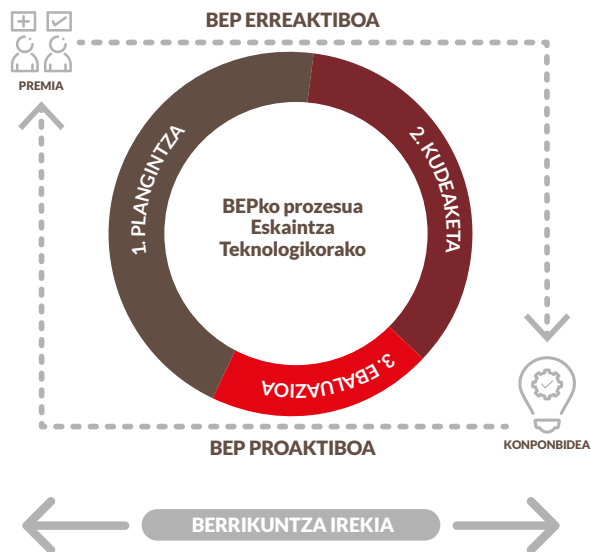 BEP ERREAKTIBOA
PREMIA
1. PLANGINTZA
2. KUDEAKETA
BEPko prozesua
Eskaintza
Teknologikorako
3. EBALUAZIOA
BEP PROAKTIBOA
KONPONBIDEA
BERRIKUNTZA IREKIA